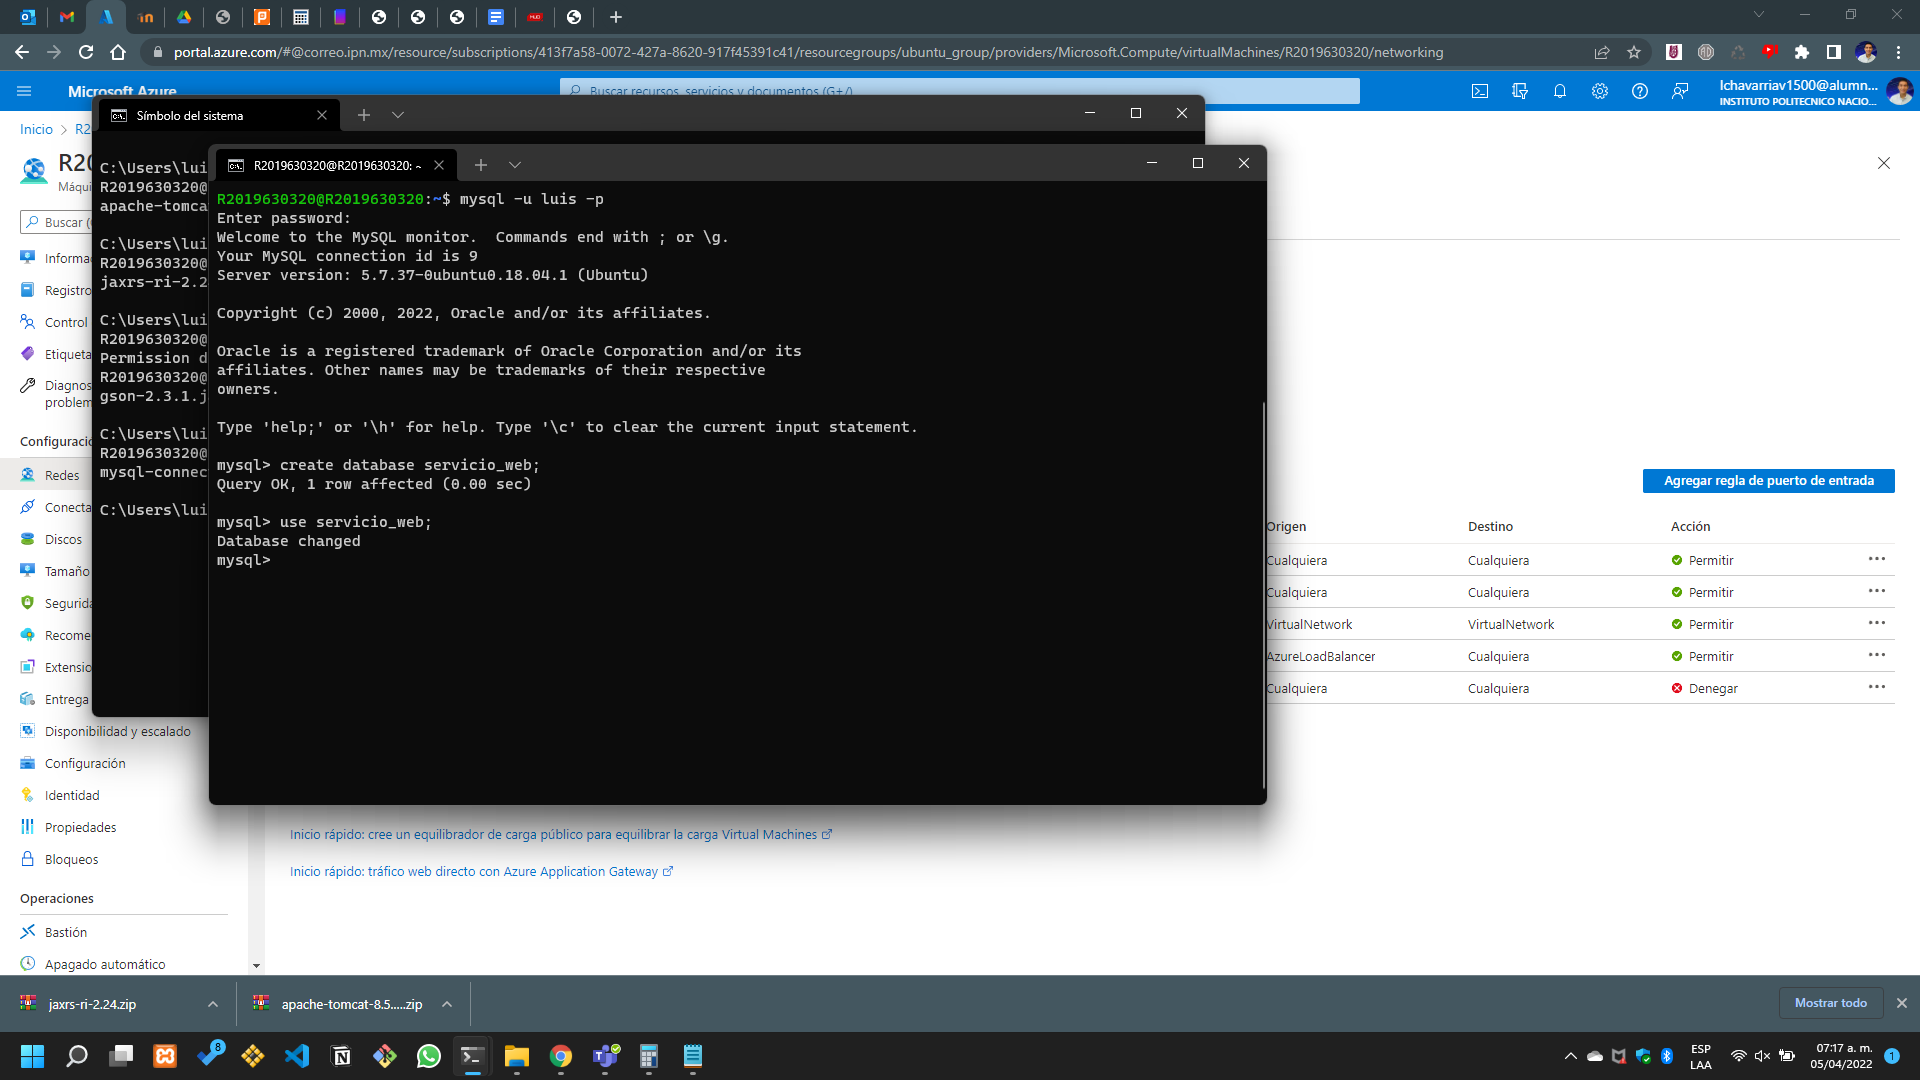 portal.azure.com/#@correo.ipn.mx/resource/subscriptions/413f7a58-0072-427a-8620-917f45391c41/resourcegroups/ubuntu_group/providers/Microsoft.Compute/virtualMachines/R2019630320/networking
Microsoft Azure
Buscar recursos, servicios y documentos (G+/)
lchavarriav1500@alumn...
INSTITUTO POLITECNICO NACIO...
Inicio > R2
R20
Máqui
Buscar (
Informa
Registro
Control
Etiqueta
Diagnos
problem
Configuració
Redes
Conecta
Discos
Tamaño
Segurida
Recome
Extensio
Entrega
Disponibilidad y escalado
Configuración
Identidad
Propiedades
Bloqueos
Operaciones
Bastión
Apagado automático
Símbolo del sistema
C:\Users\lui
R2019630320@
apache-tomca
C:\Users\lui
R2019630320@
jaxrs-ri-2.2
C:\Users\lui
R2019630320@
Permission d
R2019630320@
gson-2.3.1.j
C:\Users\lui
R2019630320@
mysql-connec
C:\Users\lui
R2019630320@R2019630320: ~
R2019630320@R2019630320:~$ mysql -u luis -p
Enter password:
Welcome to the MySQL monitor.  Commands end with ; or \g.
Your MySQL connection id is 9
Server version: 5.7.37-0ubuntu0.18.04.1 (Ubuntu)
Copyright (c) 2000, 2022, Oracle and/or its affiliates.
Oracle is a registered trademark of Oracle Corporation and/or its
affiliates. Other names may be trademarks of their respective
owners.
Type 'help;' or '\h' for help. Type '\c' to clear the current input statement.
mysql> create database servicio_web;
Query OK, 1 row affected (0.00 sec)
mysql> use servicio_web;
Database changed
mysql>
Agregar regla de puerto de entrada
Origen Destino Acción
Cualquiera Cualquiera Permitir
Cualquiera Cualquiera Permitir
VirtualNetwork VirtualNetwork Permitir
AzureLoadBalancer Cualquiera Permitir
Cualquiera Cualquiera Denegar
Inicio rápido: cree un equilibrador de carga público para equilibrar la carga Virtual Machines
Inicio rápido: tráfico web directo con Azure Application Gateway
jaxrs-ri-2.24.zip
apache-tomcat-8.5.....zip
Mostrar todo
8
ESP
LAA
07:17 a. m.
05/04/2022
1